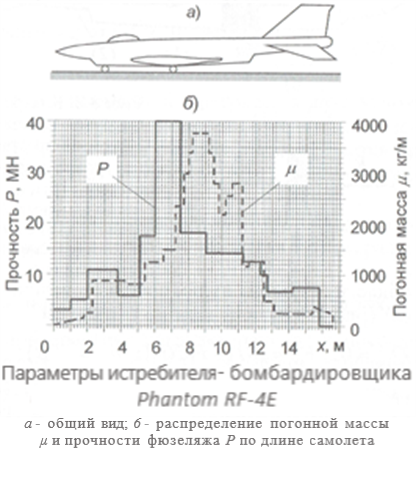 а)
б)
40
30
20
10
Прочность P, МН
P
μ
4000
3000
2000
1000
0
Погонная масса μ, кг/м
0 2 4 6 8 10 12 14 x, м
Параметры истребителя- бомбардировщика
Phantom RF-4E
а - общий вид; б - распределение погонной массы
μ и прочности фюзеляжа P по длине самолета